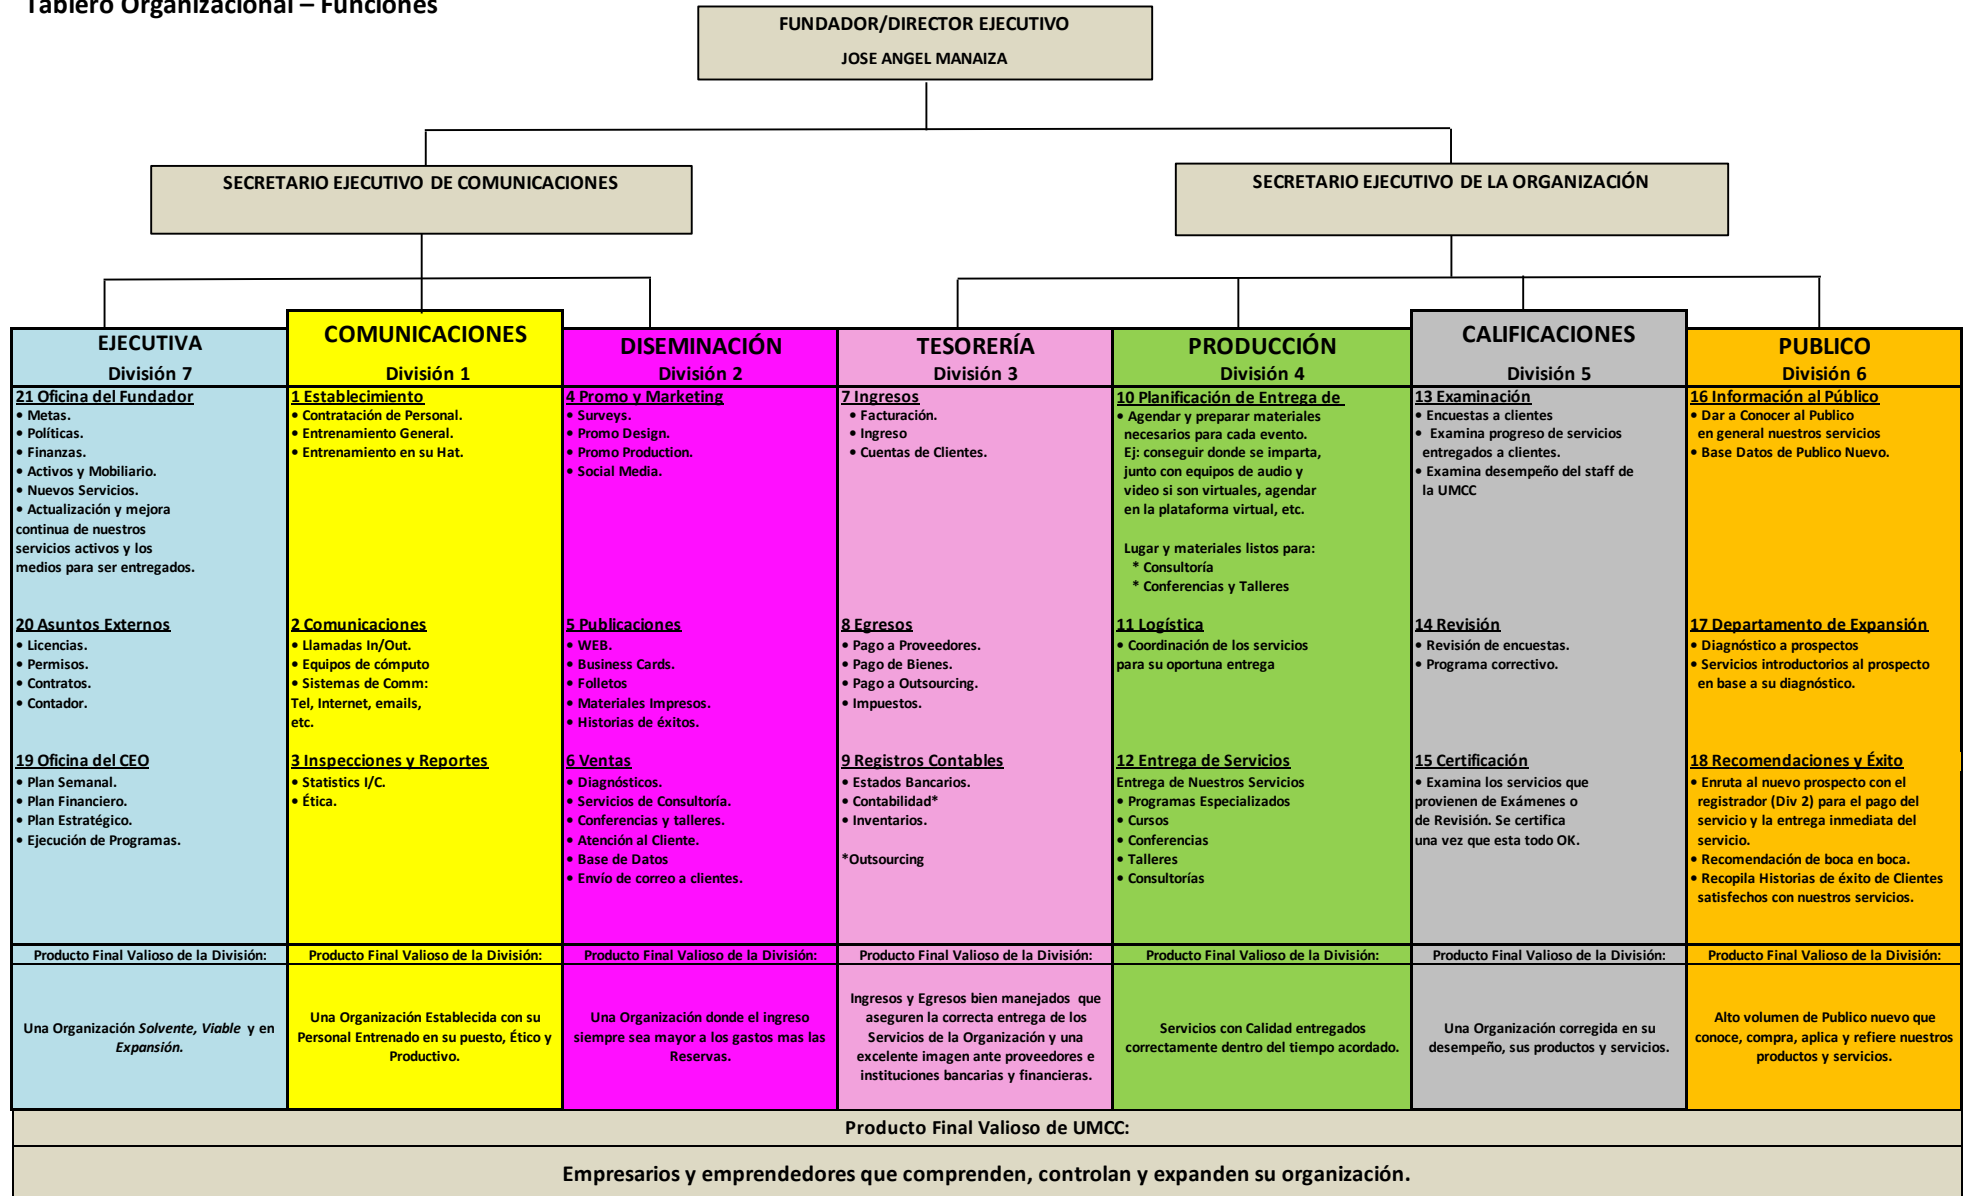 Tablero Organizacional – Funciones
FUNDADOR/DIRECTOR EJECUTIVO
JOSE ANGEL MANAIZA
SECRETARIO EJECUTIVO DE COMUNICACIONES
SECRETARIO EJECUTIVO DE LA ORGANIZACIÓN
EJECUTIVA
División 7
21 Oficina del Fundador
• Metas.
• Políticas.
• Finanzas.
• Activos y Mobiliario.
• Nuevos Servicios.
• Actualización y mejora
continua de nuestros
servicios activos y los
medios para ser entregados.
20 Asuntos Externos
• Licencias.
• Permisos.
• Contratos.
• Contador.
19 Oficina del CEO
• Plan Semanal.
• Plan Financiero.
• Plan Estratégico.
• Ejecución de Programas.
Producto Final Valioso de la División:
Una Organización Solvente, Viable y en
Expansión.
COMUNICACIONES
División 1
1 Establecimiento
• Contratación de Personal.
• Entrenamiento General.
• Entrenamiento en su Hat.
2 Comunicaciones
• Llamadas In/Out.
• Equipos de cómputo
• Sistemas de Comm:
Tel, Internet, emails,
etc.
3 Inspecciones y Reportes
• Statistics I/C.
• Ética.
Producto Final Valioso de la División:
Una Organización Establecida con su
Personal Entrenado en su puesto, Ético y
Productivo.
DISEMINACIÓN
División 2
4 Promo y Marketing
• Surveys.
• Promo Design.
• Promo Production.
• Social Media.
5 Publicaciones
• WEB.
• Business Cards.
• Folletos
• Materiales Impresos.
• Historias de éxitos.
6 Ventas
• Diagnósticos.
• Servicios de Consultoría.
• Conferencias y talleres.
• Atención al Cliente.
• Base de Datos
• Envío de correo a clientes.
Producto Final Valioso de la División:
Una Organización donde el ingreso
siempre sea mayor a los gastos mas las
Reservas.
TESORERÍA
División 3
7 Ingresos
• Facturación.
• Ingreso
• Cuentas de Clientes.
8 Egresos
• Pago a Proveedores.
• Pago de Bienes.
• Pago a Outsourcing.
• Impuestos.
9 Registros Contables
• Estados Bancarios.
• Contabilidad*
• Inventarios.
*Outsourcing
Producto Final Valioso de la División:
Ingresos y Egresos bien manejados que
aseguren la correcta entrega de los
Servicios de la Organización y una
excelente imagen ante proveedores e
instituciones bancarias y financieras.
PRODUCCIÓN
División 4
10 Planificación de Entrega de
• Agendar y preparar materiales
necesarios para cada evento.
Ej: conseguir donde se imparta,
junto con equipos de audio y
video si son virtuales, agendar
en la plataforma virtual, etc.
Lugar y materiales listos para:
* Consultoría
* Conferencias y Talleres
11 Logística
• Coordinación de los servicios
para su oportuna entrega
12 Entrega de Servicios
Entrega de Nuestros Servicios
• Programas Especializados
• Cursos
• Conferencias
• Talleres
• Consultorías
Producto Final Valioso de la División:
Servicios con Calidad entregados
correctamente dentro del tiempo acordado.
CALIFICACIONES
División 5
13 Examinación
• Encuestas a clientes
• Examina progreso de servicios
entregados a clientes.
• Examina desempeño del staff de
la UMCC
14 Revisión
• Revisión de encuestas.
• Programa correctivo.
15 Certificación
• Examina los servicios que
provienen de Exámenes o
de Revisión. Se certifica
una vez que esta todo OK.
Producto Final Valioso de la División:
Una Organización corregida en su
desempeño, sus productos y servicios.
PUBLICO
División 6
16 Información al Público
• Dar a Conocer al Publico
en general nuestros servicios
• Base Datos de Publico Nuevo.
17 Departamento de Expansión
• Diagnóstico a prospectos
• Servicios introductorios al prospecto
en base a su diagnóstico.
18 Recomendaciones y Éxito
• Enruta al nuevo prospecto con el
registrador (Div 2) para el pago del
servicio y la entrega inmediata del
servicio.
• Recomendación de boca en boca.
• Recopila Historias de éxito de Clientes
satisfechos con nuestros servicios.
Producto Final Valioso de la División:
Alto volumen de Publico nuevo que
conoce, compra, aplica y refiere nuestros
productos y servicios.
Producto Final Valioso de UMCC:
Empresarios y emprendedores que comprenden, controlan y expanden su organización.